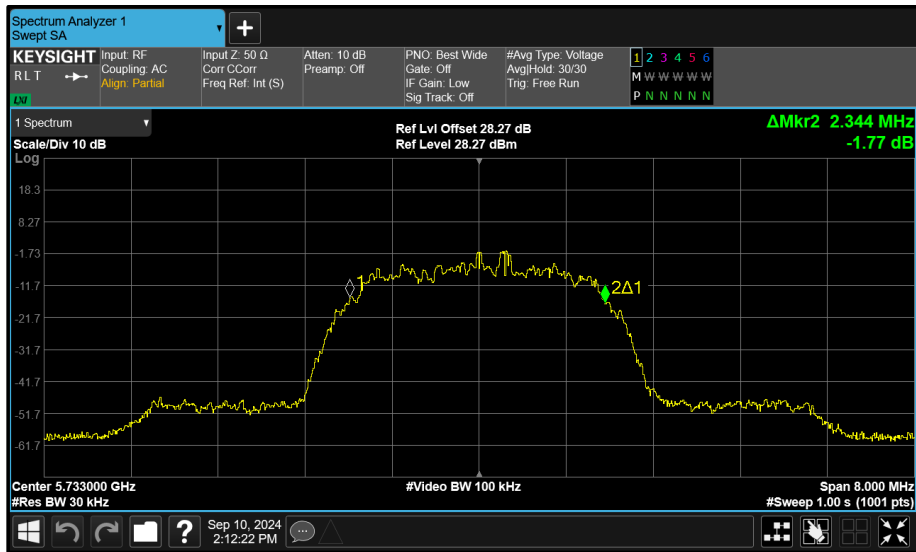 Spectrum Analyzer 1
Swept SA
+
KEYSIGHT
RLT
LXI
Input: RF
Coupling: AC
Align: Partial
Input Z: 50 Ω
Corr CCorr
Freq Ref: Int (S)
Atten: 10 dB
Preamp: Off
PNO: Best Wide
Gate: Off
IF Gain: Low
Sig Track: Off
#Avg Type: Voltage
Avg|Hold: 30/30
Trig: Free Run
1 2 3 4 5 6
M W W W W W
P N N N N N
1 Spectrum
Scale/Div 10 dB
Log
Ref Lvl Offset 28.27 dB
Ref Level 28.27 dBm
ΔMkr2 2.344 MHz
-1.77 dB
18.3
8.27
-1.73
-11.7
-21.7
-31.7
-41.7
-51.7
-61.7
1
2Δ1
Center 5.733000 GHz
#Res BW 30 kHz
#Video BW 100 kHz
Span 8.000 MHz
#Sweep 1.00 s (1001 pts)
?
Sep 10, 2024
2:12:22 PM